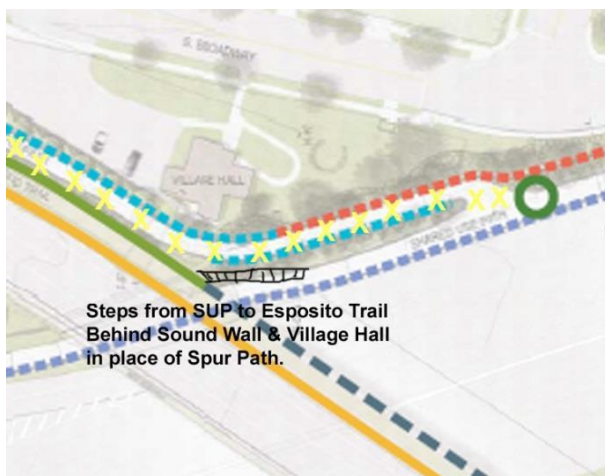 S. BROADWAY
VILLAGE HALL
SHARED USE PATH
X X X X X X X X X X X X X X
Steps from SUP to Esposito Trail
Behind Sound Wall & Village Hall
in place of Spur Path.